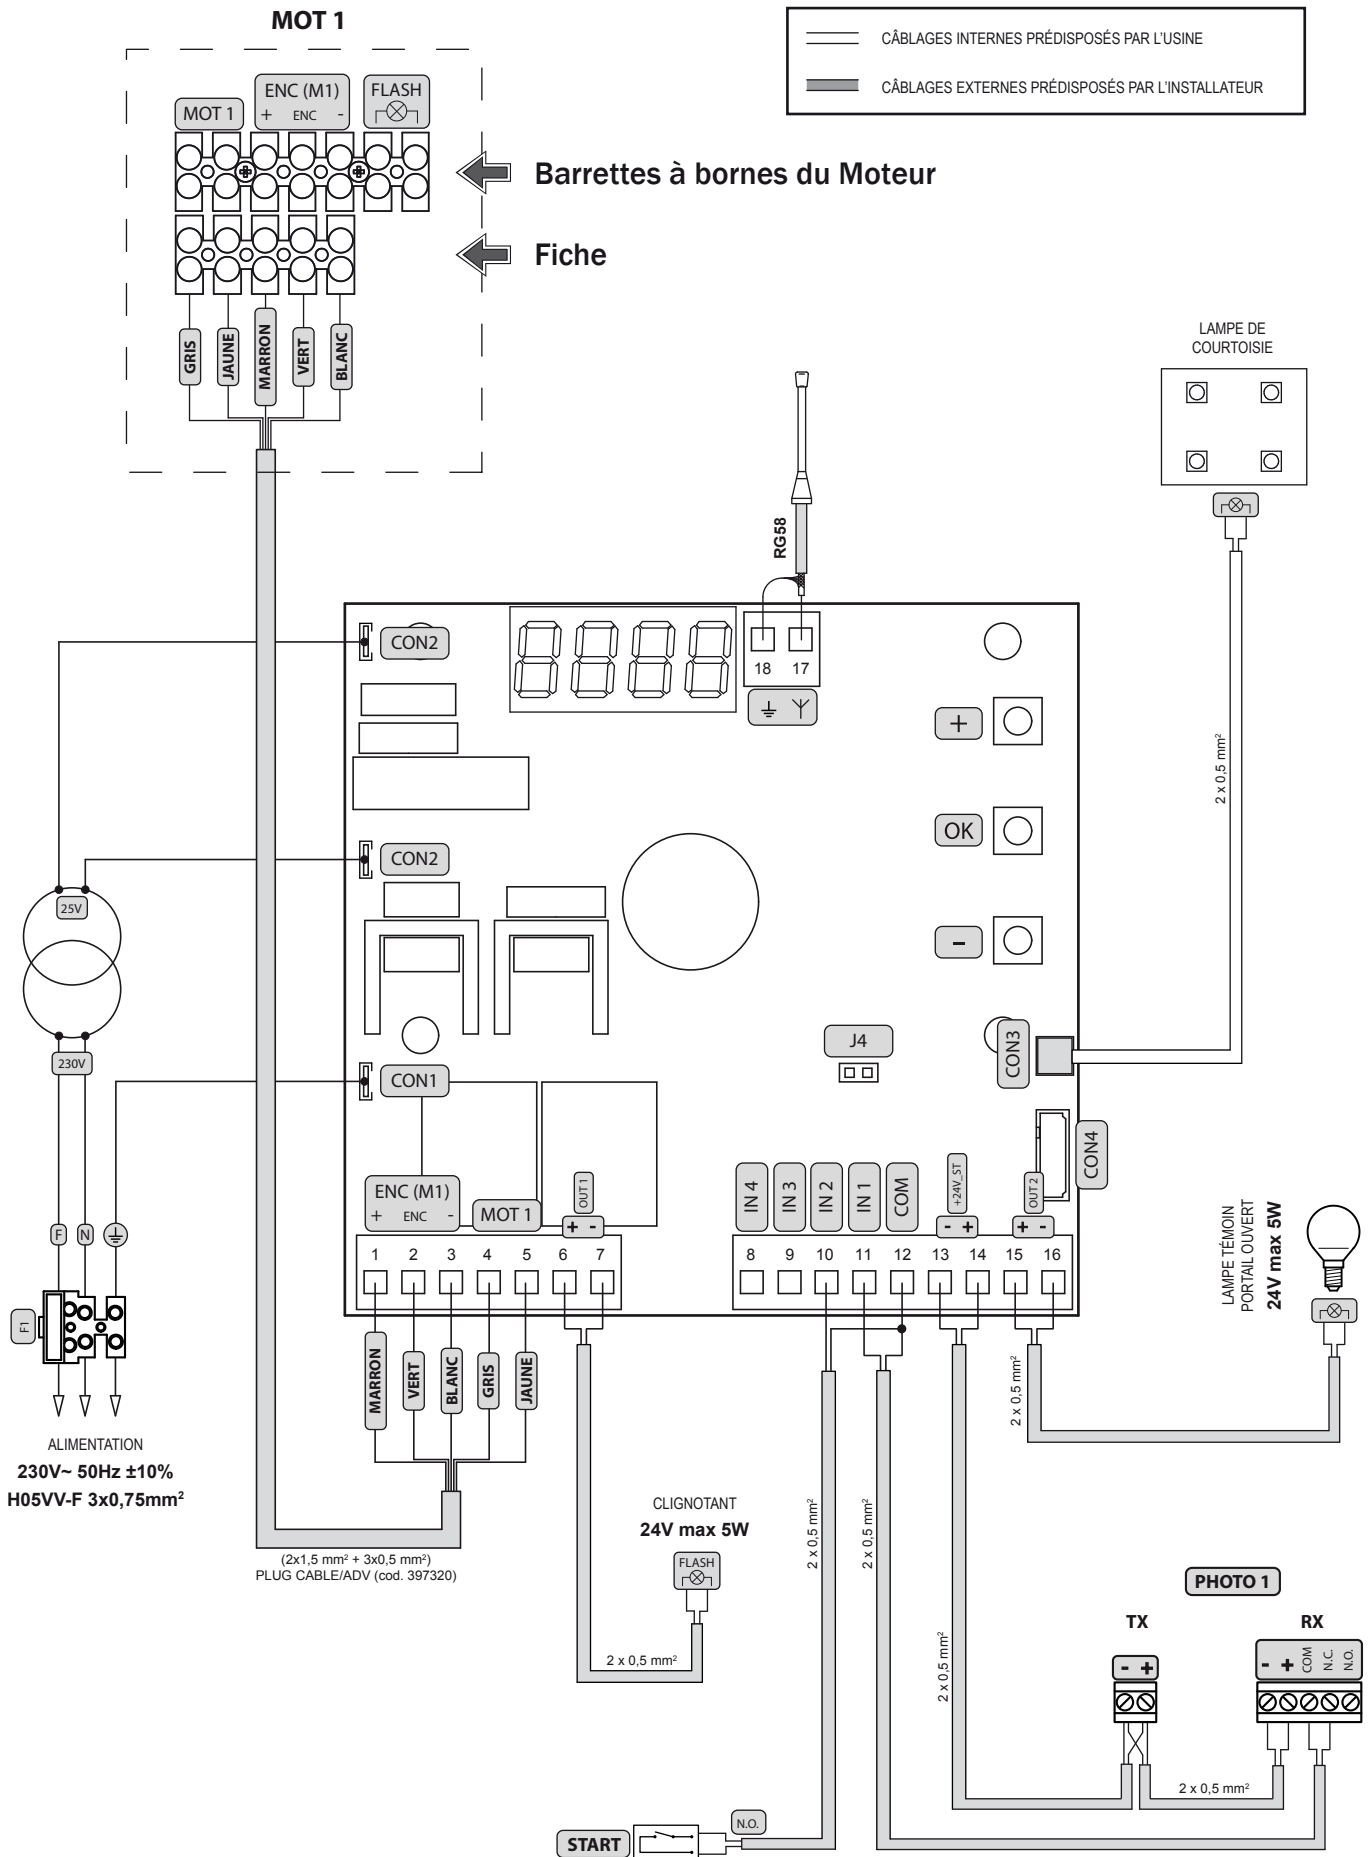 MOT 1
CÂBLAGES INTERNES PRÉDISPOSÉS PAR L'USINE
CÂBLAGES EXTERNES PRÉDISPOSÉS PAR L'INSTALLATEUR
MOT 1
ENC (M1)
+ ENC -
FLASH
Barrettes à bornes du Moteur
Fiche
GRIS
JAUNE
MARRON
VERT
BLANC
LAMPE DE
COURTOISIE
RG58
2 x 0,5 mm²
CON2
18 17
+
OK
-
CON2
25V
230V
CON1
J4
CON3
CON4
ENC (M1)
+ ENC -
MOT 1
OUT 1
+ -
IN 4
IN 3
IN 2
IN 1
COM
+24V_ST
- +
OUT 2
+ -
1 2 3 4 5 6 7
8 9 10 11 12 13 14 15 16
F
N
F1
MARRON
VERT
BLANC
GRIS
JAUNE
LAMPE TÉMOIN
PORTAIL OUVERT
24V max 5W
2 x 0,5 mm²
ALIMENTATION
230V~ 50Hz ±10%
H05VV-F 3x0,75mm²
(2x1,5 mm² + 3x0,5 mm²)
PLUG CABLE/ADV (cod. 397320)
CLIGNOTANT
24V max 5W
FLASH
2 x 0,5 mm²
2 x 0,5 mm²
2 x 0,5 mm²
2 x 0,5 mm²
PHOTO 1
TX
RX
- +
- + COM N.C. N.O.
2 x 0,5 mm²
START
N.O.